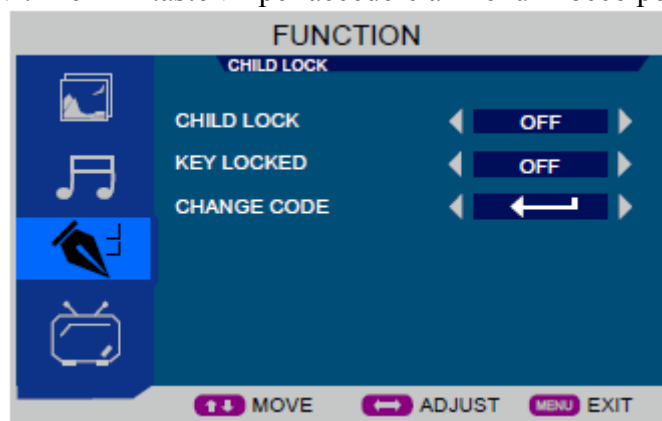 FUNCTION
CHILD LOCK
CHILD LOCK OFF
KEY LOCKED OFF
CHANGE CODE
MOVE ADJUST MENU EXIT